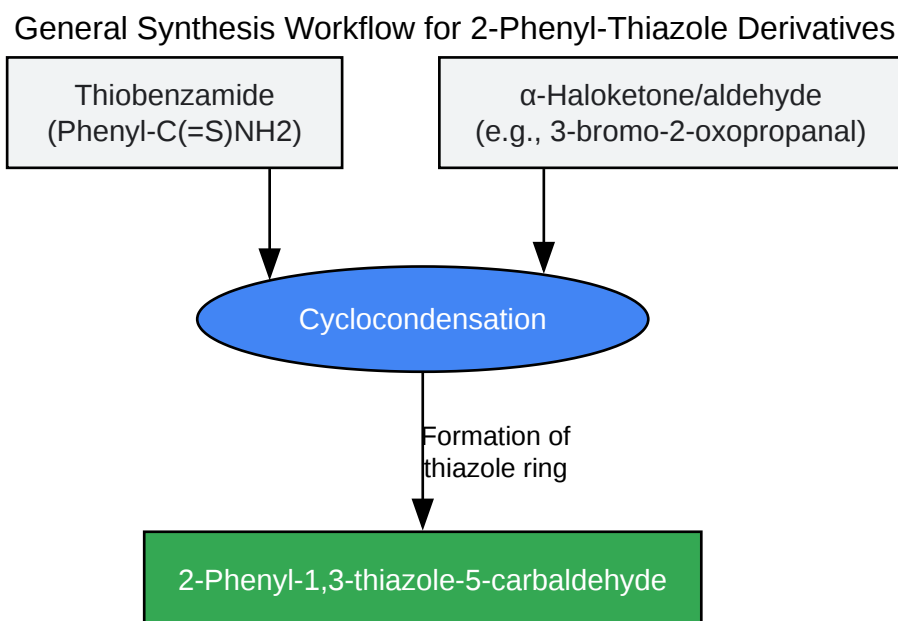 General Synthesis Workflow for 2-Phenyl-Thiazole Derivatives
Thiobenzamide
(Phenyl-C(=S)NH2)
α-Haloketone/aldehyde
(e.g., 3-bromo-2-oxopropanal)
Cyclocondensation
Formation of
thiazole ring
2-Phenyl-1,3-thiazole-5-carbaldehyde